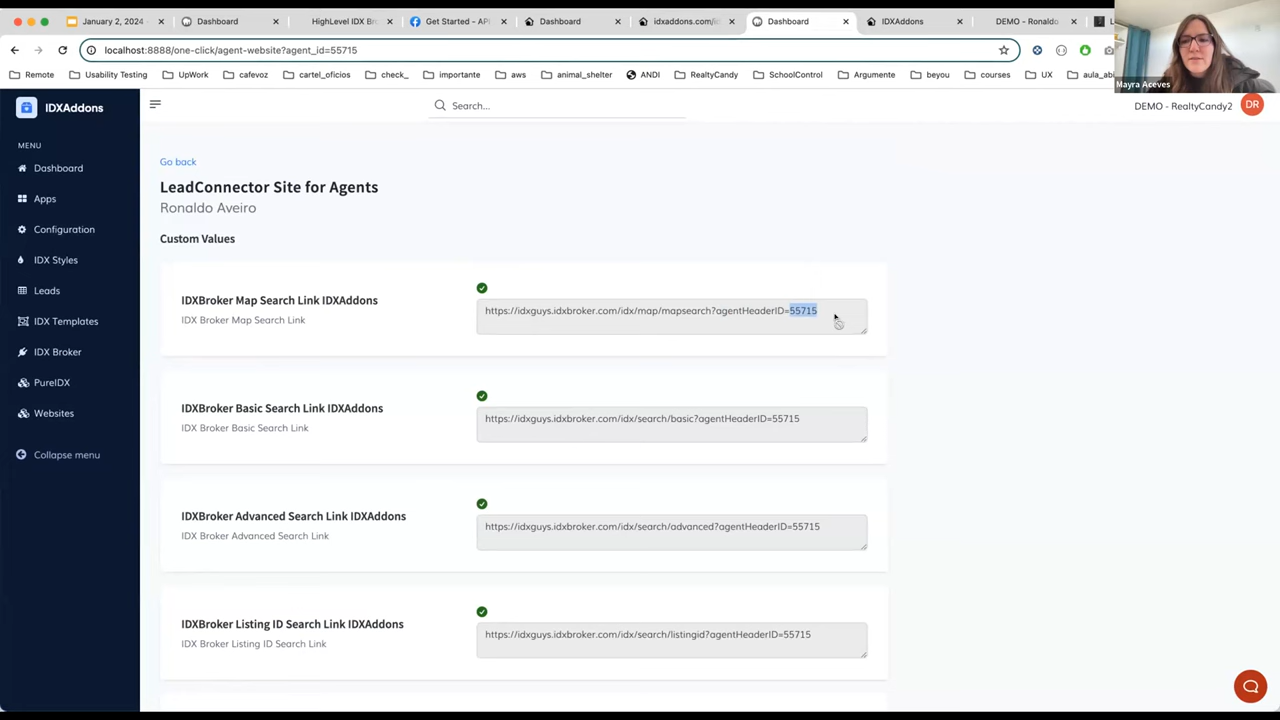 January 2, 2024 -
Dashboard
HighLevel IDX Br
Get Started - API
Dashboard
idxaddons.com/
Dashboard
IDXAddons
DEMO - Ronaldo
localhost:8888/one-click/agent-website?agent_id=55715
Remote
Usability Testing
UpWork
cafevoz
cartel_oficios
check_
importante
aws
animal_shelter
ANDI
RealtyCandy
SchoolControl
Argumente
beyou
courses
UX
Mayra Aceves
IDXAddons
Search...
DEMO - RealtyCandy2
DR
MENU
Dashboard
Apps
Configuration
IDX Styles
Leads
IDX Templates
IDX Broker
PureIDX
Websites
Collapse menu
Go back
LeadConnector Site for Agents
Ronaldo Aveiro
Custom Values
IDXBroker Map Search Link IDXAddons
IDX Broker Map Search Link
https://idxguys.idxbroker.com/idx/map/mapsearch?agentHeaderID=55715
IDXBroker Basic Search Link IDXAddons
IDX Broker Basic Search Link
https://idxguys.idxbroker.com/idx/search/basic?agentHeaderID=55715
IDXBroker Advanced Search Link IDXAddons
IDX Broker Advanced Search Link
https://idxguys.idxbroker.com/idx/search/advanced?agentHeaderID=55715
IDXBroker Listing ID Search Link IDXAddons
IDX Broker Listing ID Search Link
https://idxguys.idxbroker.com/idx/search/listingid?agentHeaderID=55715